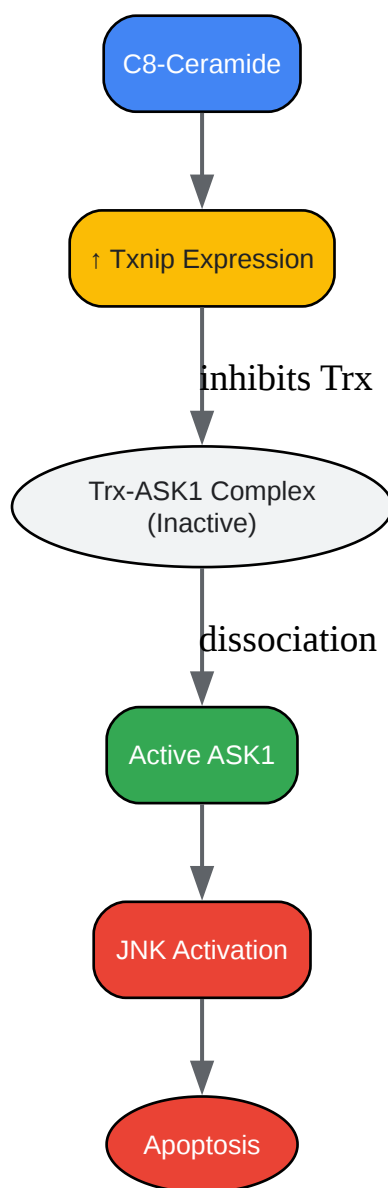 C8-Ceramide
↑ Txnip Expression
inhibits Trx
Trx-ASK1 Complex
(Inactive)
dissociation
Active ASK1
JNK Activation
Apoptosis